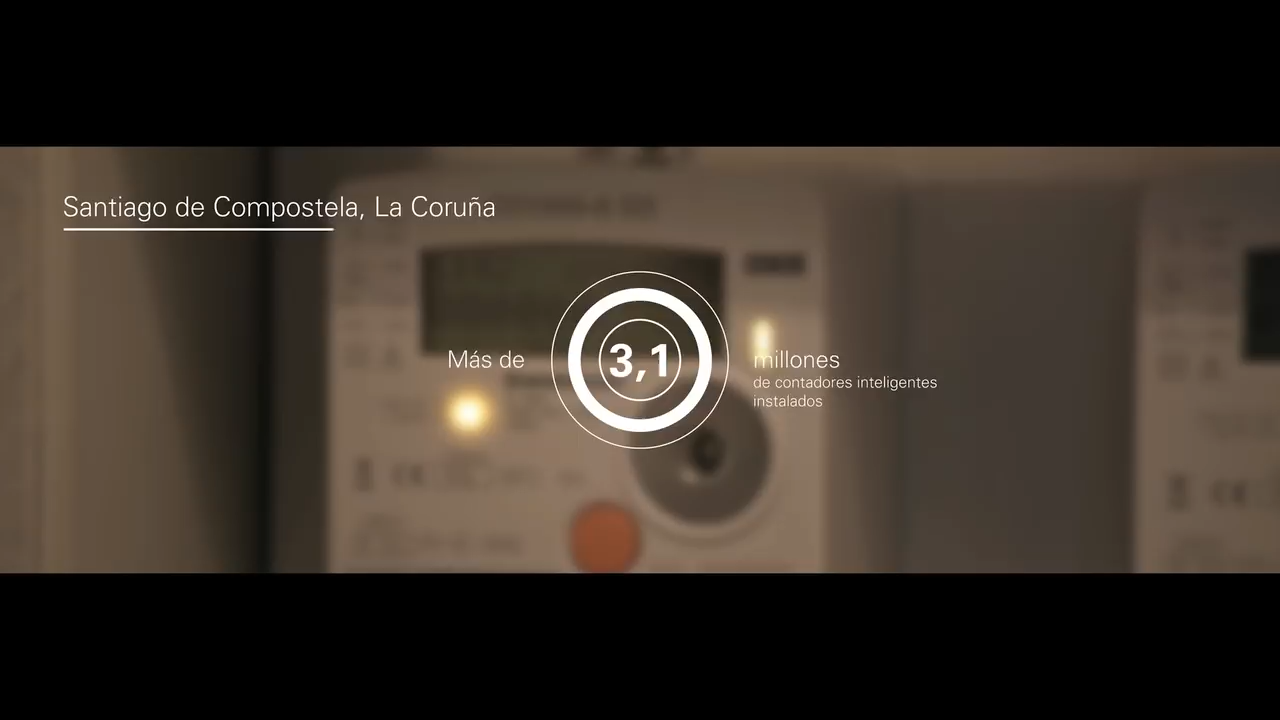 Santiago de Compostela, La Coruña
Más de
3,1
millones
de contadores inteligentes
instalados